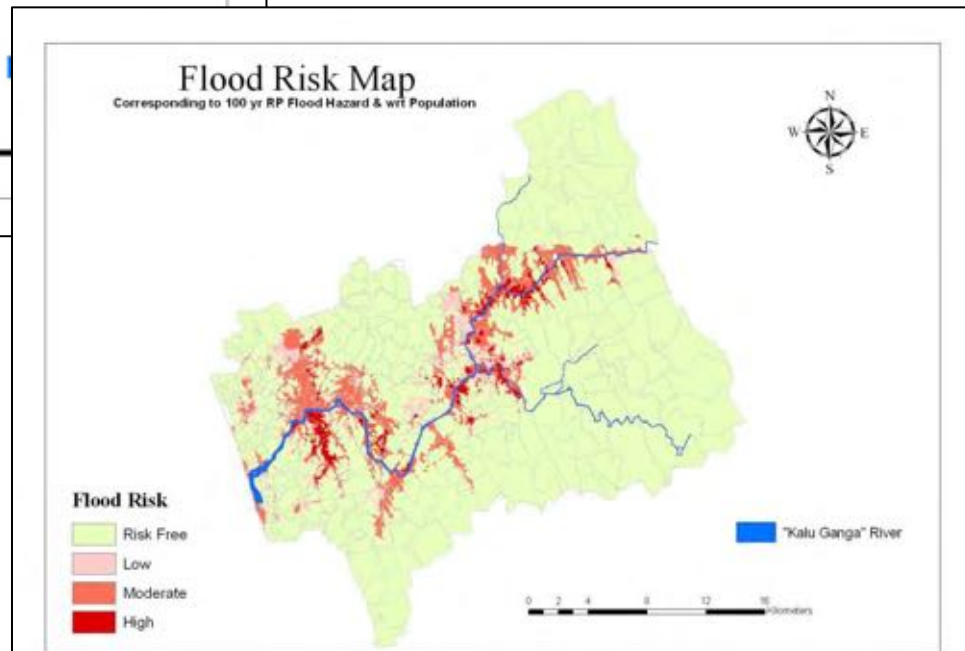 Flood Risk Map
Corresponding to 100 yr RP Flood Hazard & wrt Population
N
W E
S
Flood Risk
Risk Free
Low
Moderate
High
"Kalu Ganga" River
0 2 4 8 12 16
Kilometers